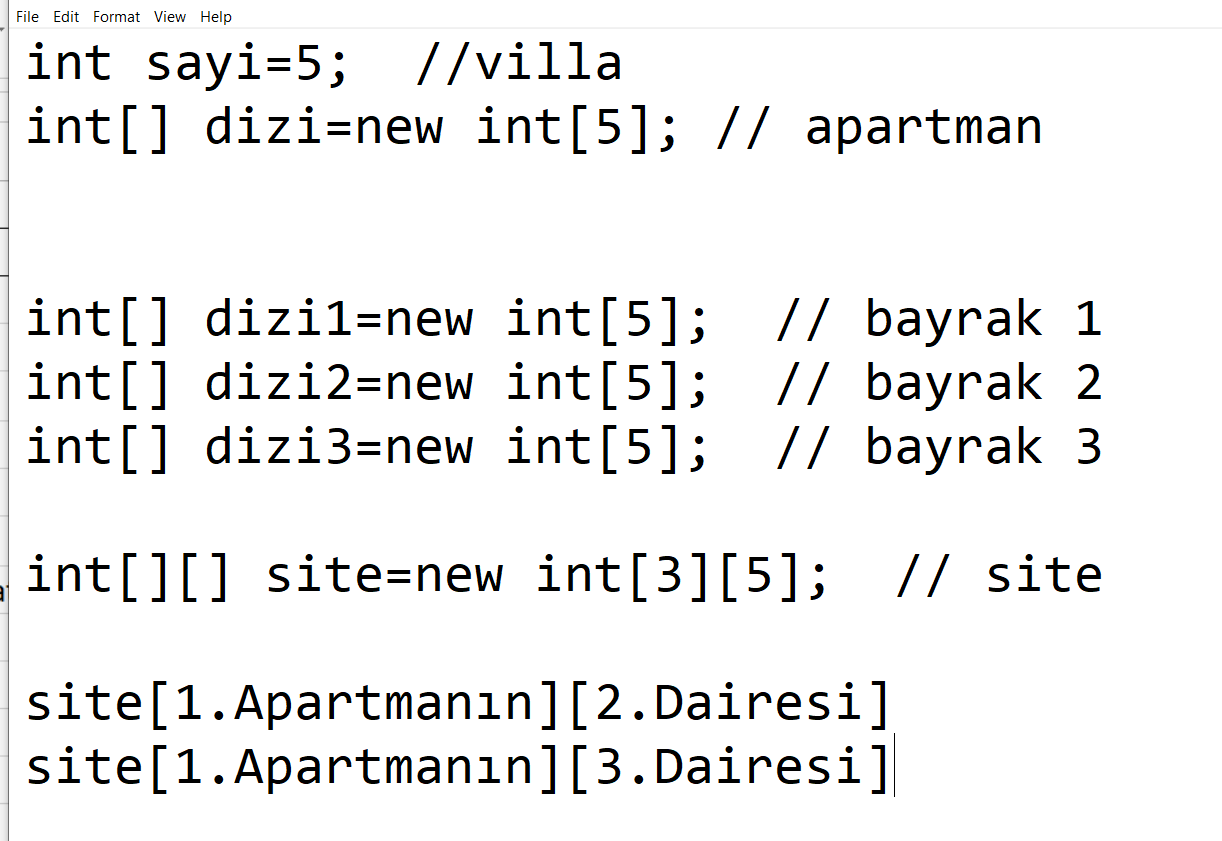 File Edit Format View Help
int sayi=5;  //villa
int[] dizi=new int[5]; // apartman
int[] dizi1=new int[5];  // bayrak 1
int[] dizi2=new int[5];  // bayrak 2
int[] dizi3=new int[5];  // bayrak 3
int[][] site=new int[3][5];  // site
site[1.Apartmanın][2.Dairesi]
site[1.Apartmanın][3.Dairesi]